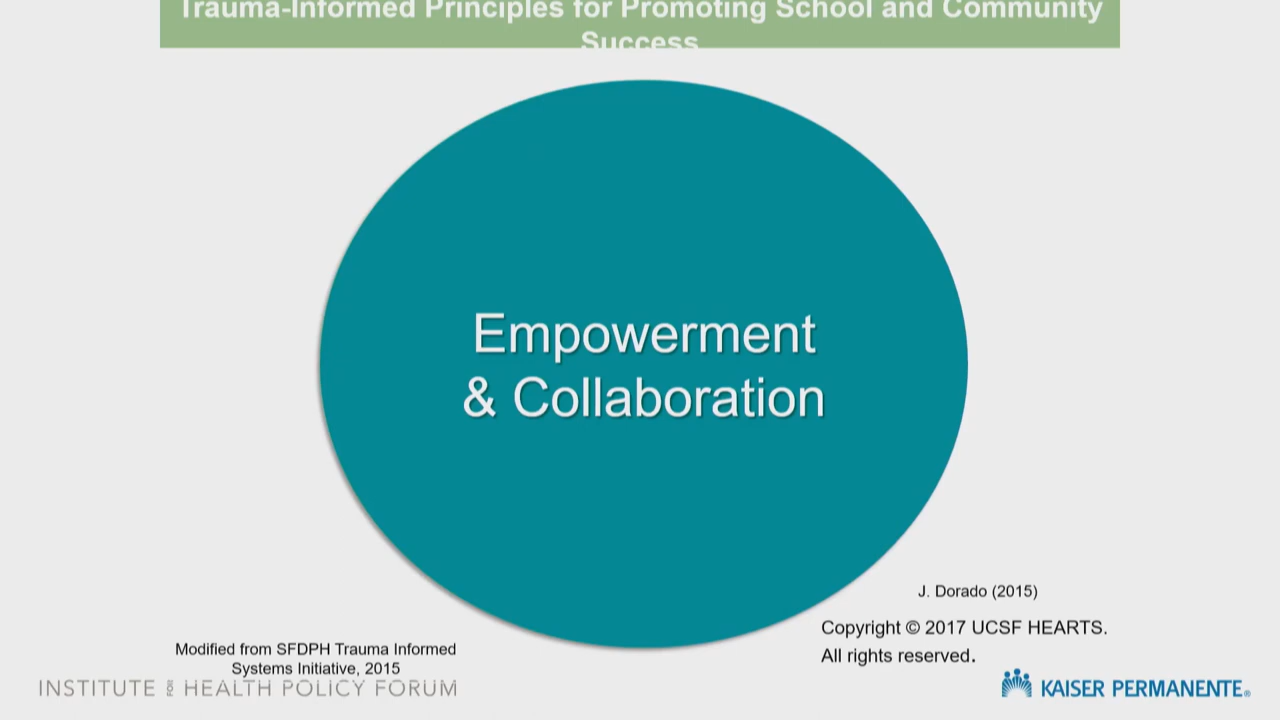 Trauma-Informed Principles for Promoting School and Community
Success
Empowerment
& Collaboration
J. Dorado (2015)
Copyright © 2017 UCSF HEARTS.
All rights reserved.
Modified from SFDPH Trauma Informed
Systems Initiative, 2015
INSTITUTE FOR HEALTH POLICY FORUM
KAISER PERMANENTE®